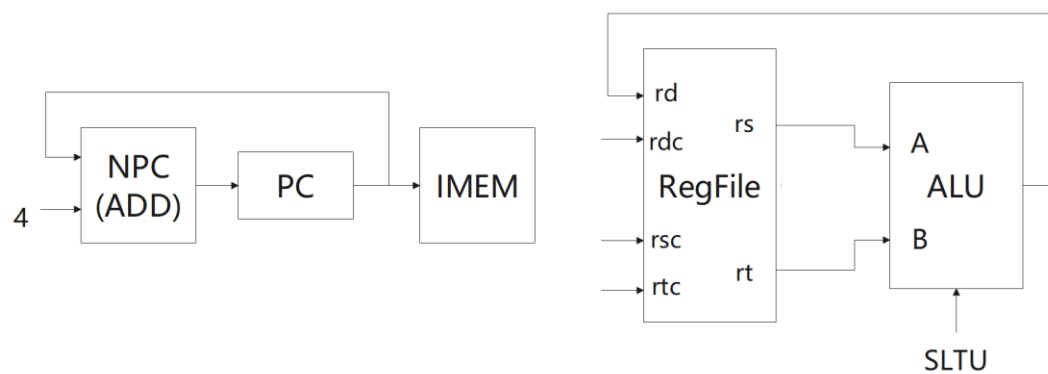 4
NPC
(ADD)
PC
IMEM
rd
rdc
rsc
rtc
RegFile
rs
rt
A
B
ALU
SLTU